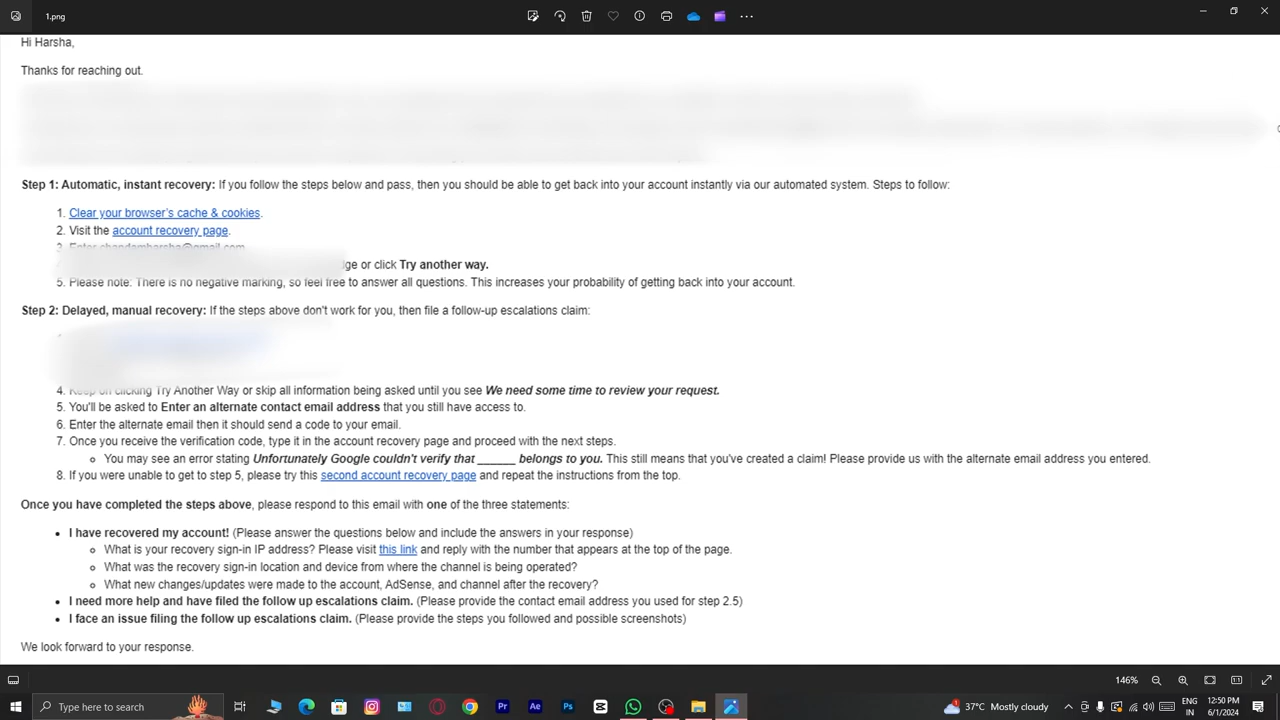 1.png
Hi Harsha,
Thanks for reaching out.
Step 1: Automatic, instant recovery: If you follow the steps below and pass, then you should be able to get back into your account instantly via our automated system. Steps to follow:
1. Clear your browser's cache & cookies.
2. Visit the account recovery page.
3. Enter chandamharsha@gmail.com
or click Try another way.
5. Please note: There is no negative marking, so feel free to answer all questions. This increases your probability of getting back into your account.
Step 2: Delayed, manual recovery: If the steps above don't work for you, then file a follow-up escalations claim:
4. Keep on clicking Try Another Way or skip all information being asked until you see We need some time to review your request.
5. You'll be asked to Enter an alternate contact email address that you still have access to.
6. Enter the alternate email then it should send a code to your email.
7. Once you receive the verification code, type it in the account recovery page and proceed with the next steps.
You may see an error stating Unfortunately Google couldn't verify that ______ belongs to you. This still means that you've created a claim! Please provide us with the alternate email address you entered.
8. If you were unable to get to step 5, please try this second account recovery page and repeat the instructions from the top.
Once you have completed the steps above, please respond to this email with one of the three statements:
I have recovered my account! (Please answer the questions below and include the answers in your response)
What is your recovery sign-in IP address? Please visit this link and reply with the number that appears at the top of the page.
What was the recovery sign-in location and device from where the channel is being operated?
What new changes/updates were made to the account, AdSense, and channel after the recovery?
I need more help and have filed the follow up escalations claim. (Please provide the contact email address you used for step 2.5)
I face an issue filing the follow up escalations claim. (Please provide the steps you followed and possible screenshots)
We look forward to your response.
146%
Type here to search
Pr
Ae
Ps
37°C Mostly cloudy
ENG
IN
12:50 PM
6/1/2024